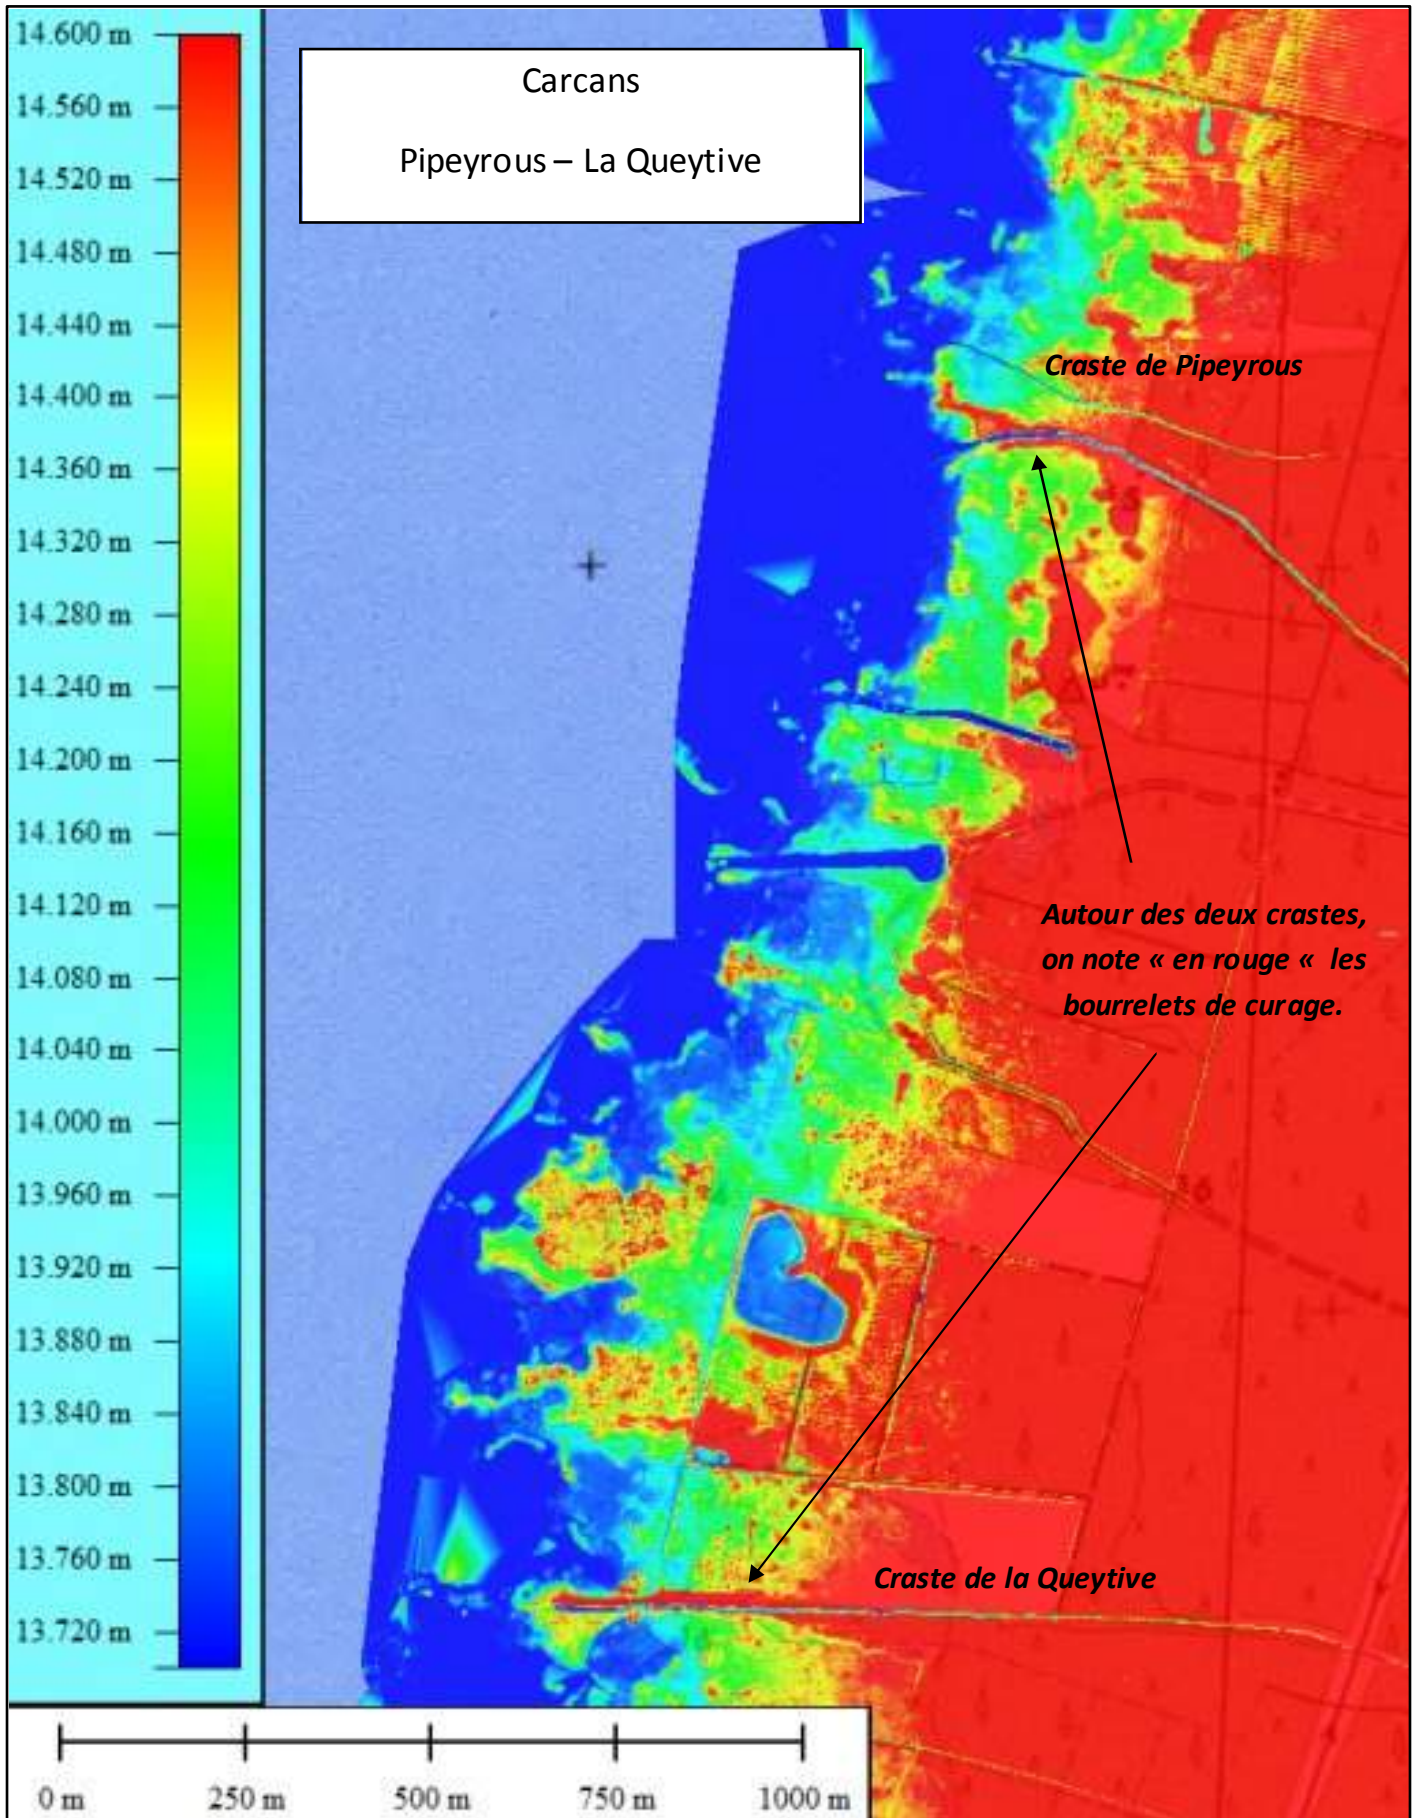 14.600 m
14.560 m
14.520 m
14.480 m
14.440 m
14.400 m
14.360 m
14.320 m
14.280 m
14.240 m
14.200 m
14.160 m
14.120 m
14.080 m
14.040 m
14.000 m
13.960 m
13.920 m
13.880 m
13.840 m
13.800 m
13.760 m
13.720 m
Carcans
Pipeyrous – La Queytive
Craste de Pipeyrous
Autour des deux crastes,
on note « en rouge « les
bourrelets de curage.
Craste de la Queytive
0 m 250 m 500 m 750 m 1000 m